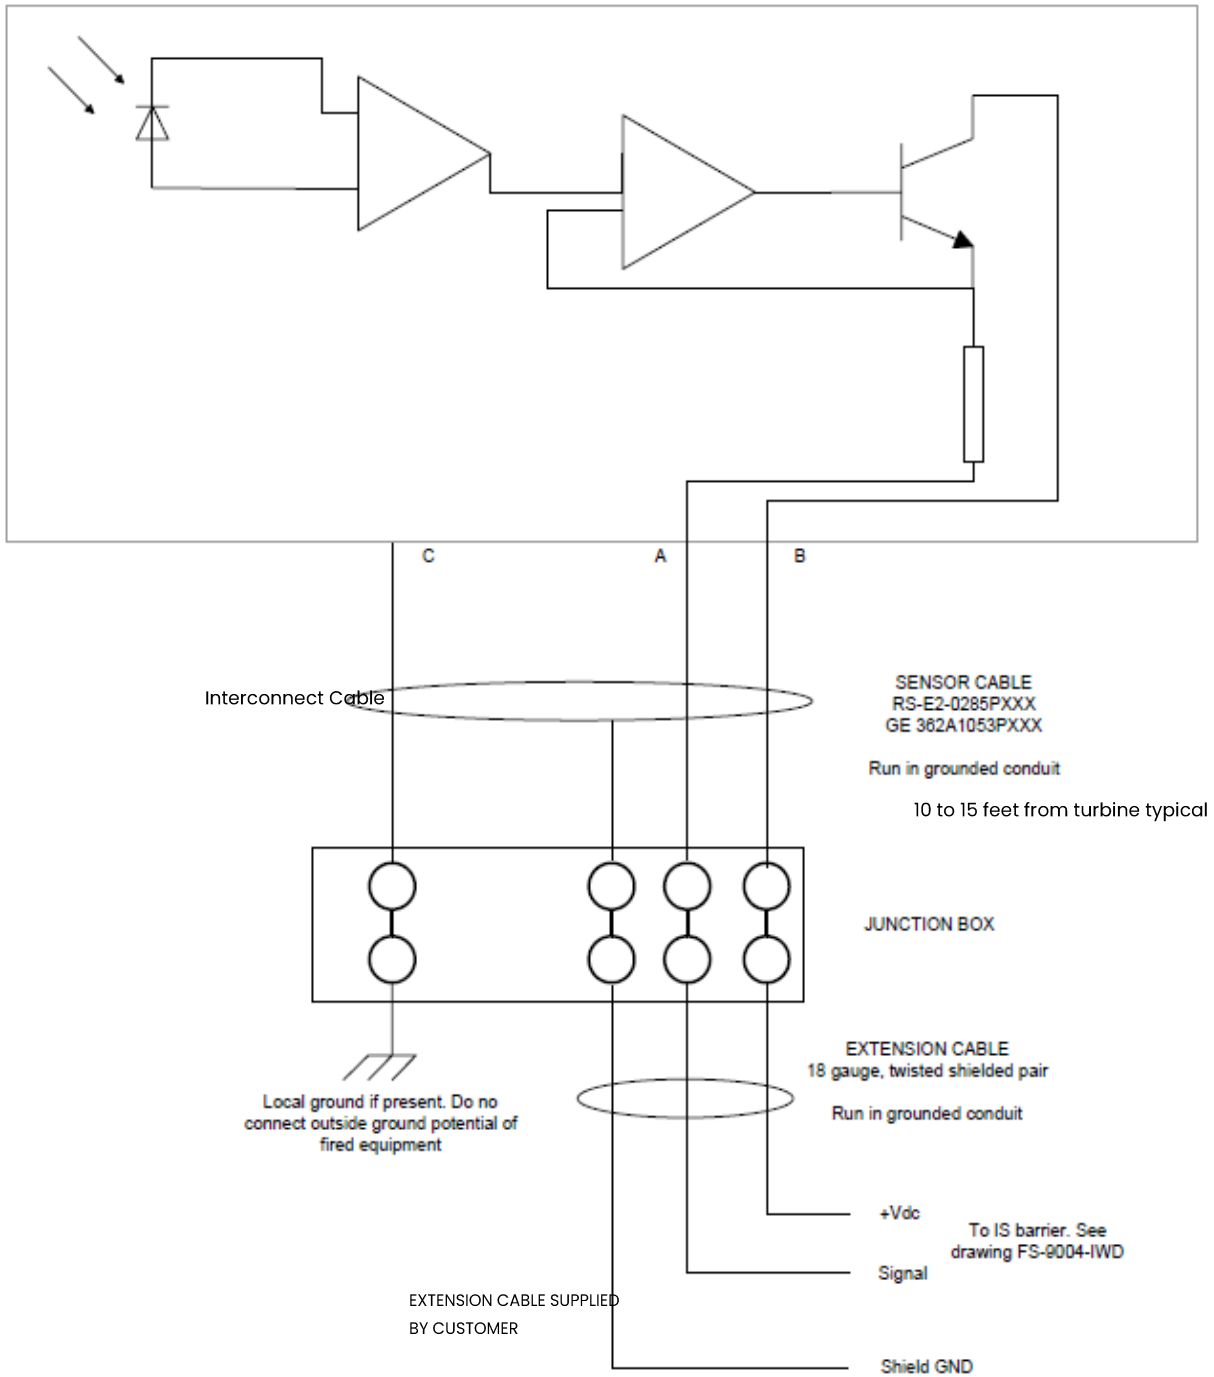 C
A
B
Interconnect Cable
SENSOR CABLE
RS-E2-0285PXXX
GE 362A1053PXXX
Run in grounded conduit
10 to 15 feet from turbine typical
JUNCTION BOX
EXTENSION CABLE
18 gauge, twisted shielded pair
Run in grounded conduit
Local ground if present. Do no
connect outside ground potential of
fired equipment
+Vdc
To IS barrier. See
drawing FS-9004-IWD
Signal
EXTENSION CABLE SUPPLIED
BY CUSTOMER
Shield GND